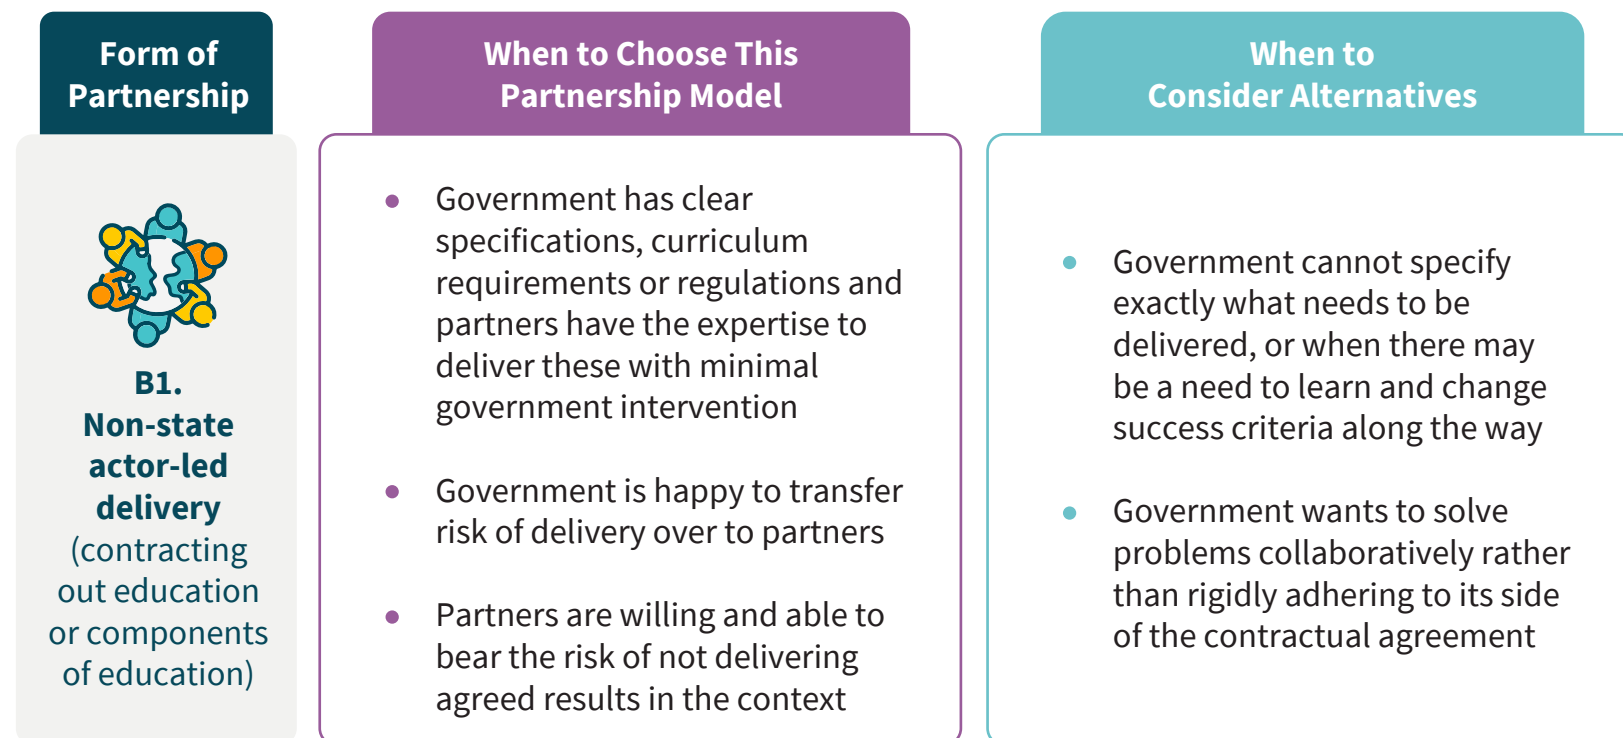 Form of
Partnership
When to Choose This
Partnership Model
When to
Consider Alternatives
B1.
Non-state
actor-led
delivery
(contracting
out education
or components
of education)
● Government has clear
specifications, curriculum
requirements or regulations and
partners have the expertise to
deliver these with minimal
government intervention
● Government is happy to transfer
risk of delivery over to partners
● Partners are willing and able to
bear the risk of not delivering
agreed results in the context
● Government cannot specify
exactly what needs to be
delivered, or when there may
be a need to learn and change
success criteria along the way
● Government wants to solve
problems collaboratively rather
than rigidly adhering to its side
of the contractual agreement